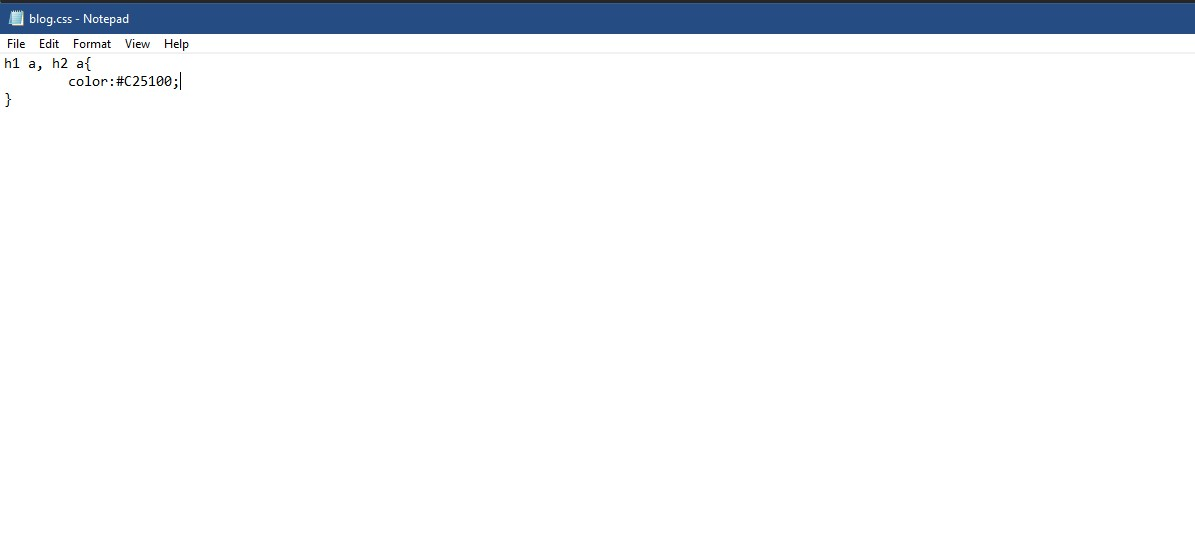 blog.css - Notepad
File Edit Format View Help
h1 a, h2 a{
        color:#C25100;
}